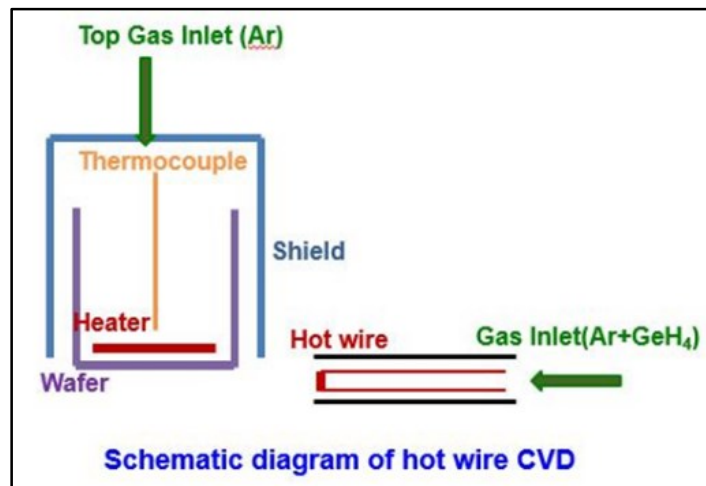 Top Gas Inlet (Ar)
Thermocouple
Shield
Heater
Hot wire
Gas Inlet(Ar+GeH₄)
Wafer
Schematic diagram of hot wire CVD